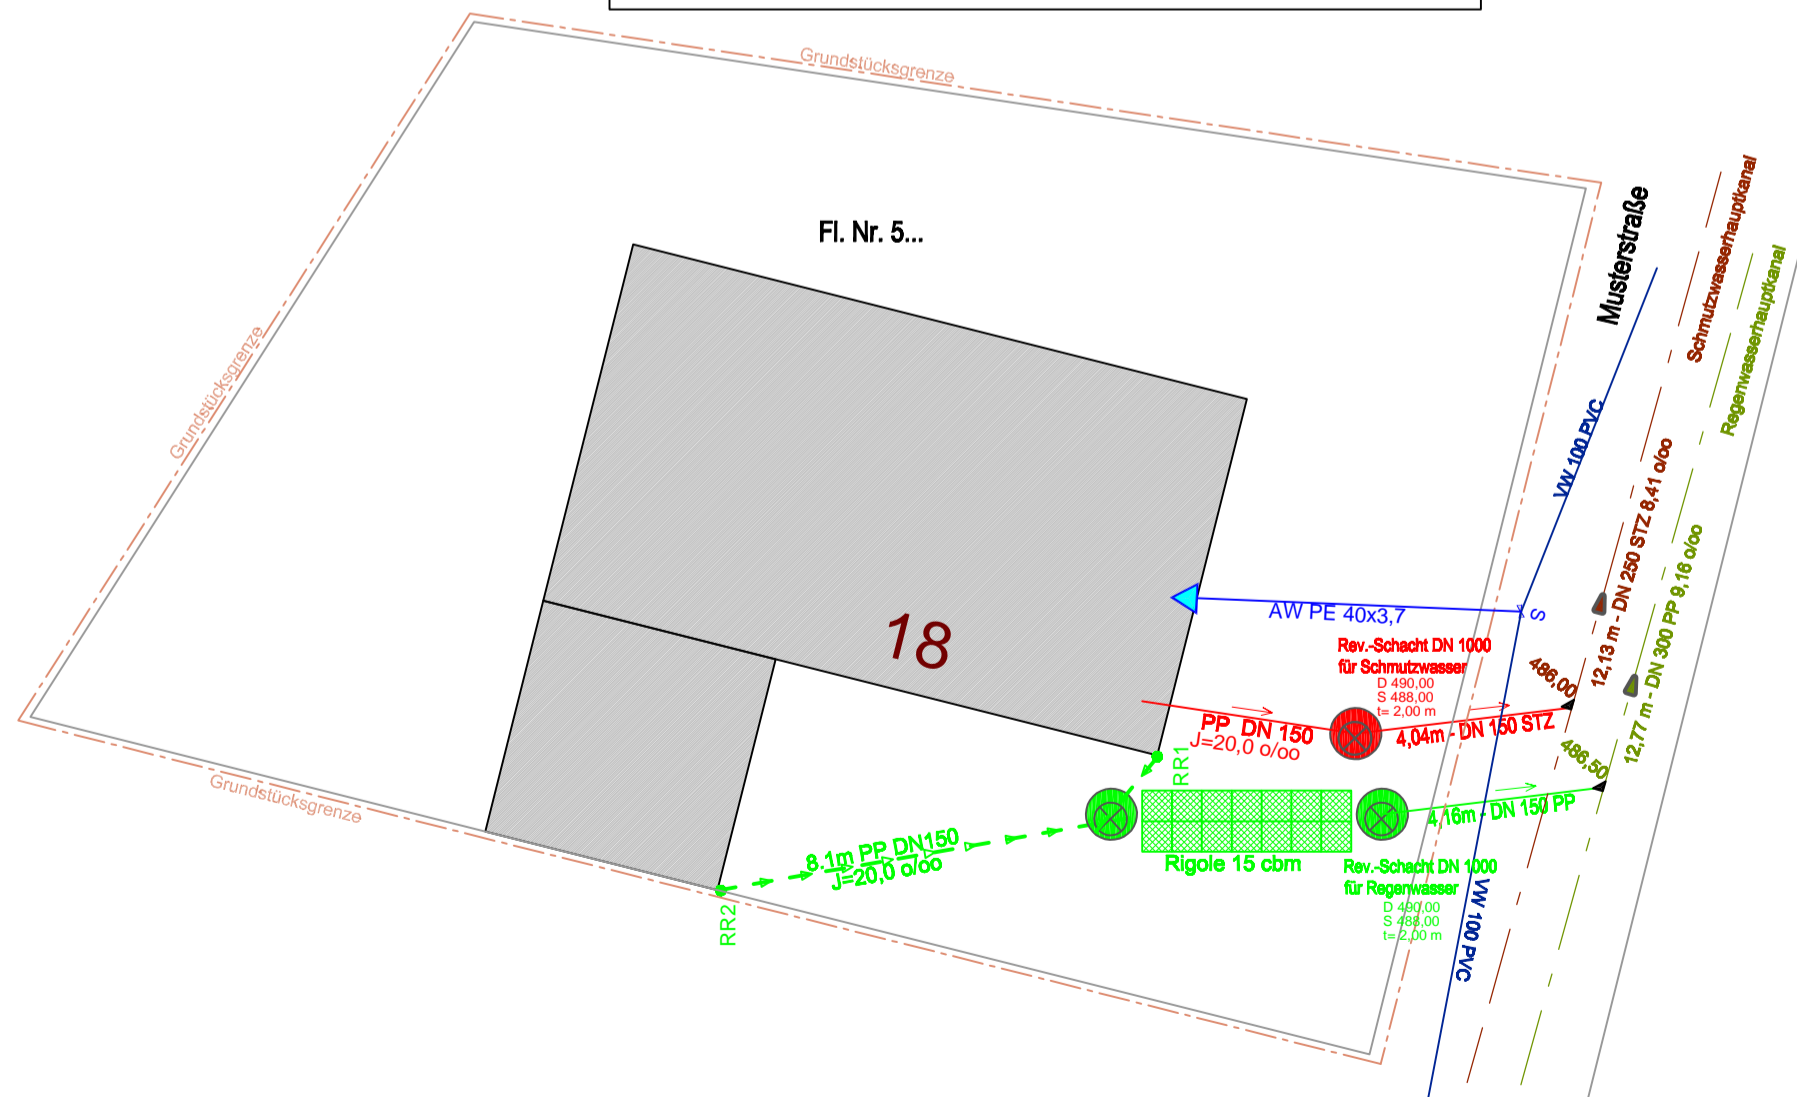 Grundstücksgrenze
Fl. Nr. 5...
Musterstraße
Schmutzwasserhauptkanal
Regenwasserhauptkanal
Grundstücksgrenze
VW 100 PVC
12,13 m - DN 250 STZ 8,41 o/oo
12,77 m - DN 300 PP 9,16 o/oo
18
AW PE 40x3,7
S
Rev.-Schacht DN 1000
für Schmutzwasser
D 490,00
S 488,00
t= 2,00 m
486,00
PP DN 150
J=20,0 o/oo
4,04m - DN 150 STZ
486,50
RR1
4,16m - DN 150 PP
Grundstücksgrenze
8.1m PP DN150
J=20,0 o/oo
Rigole 15 cbm
Rev.-Schacht DN 1000
für Regenwasser
D 490,00
S 488,00
t= 2,00 m
RR2
VW 100 PVC